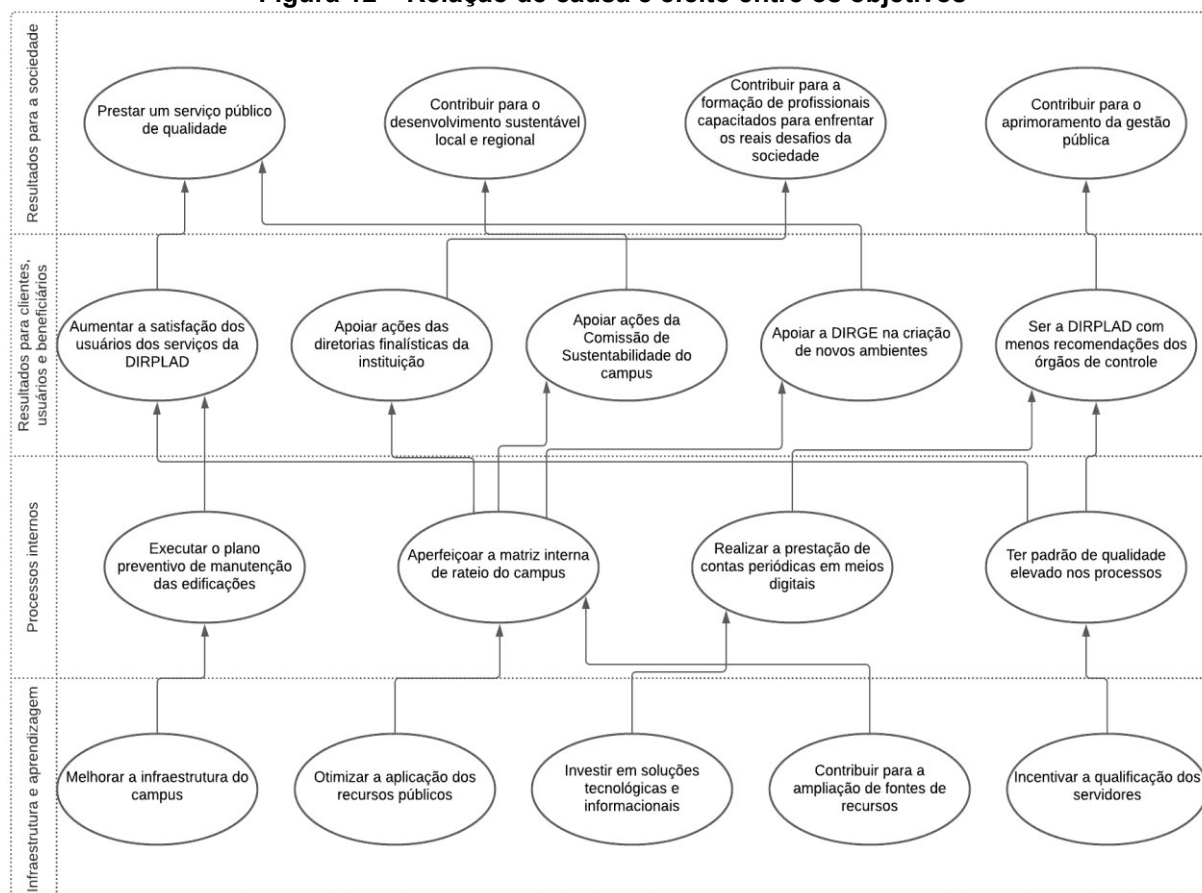 Figura 12 – Relação de causa e efeito entre os objetivos
Resultados para a sociedade
Prestar um serviço público
de qualidade
Contribuir para o
desenvolvimento sustentável
local e regional
Contribuir para a
formação de profissionais
capacitados para enfrentar
os reais desafios da
sociedade
Contribuir para o
aprimoramento da gestão
pública
Resultados para clientes,
usuários e beneficiários
Aumentar a satisfação dos
usuários dos serviços da
DIRPLAD
Apoiar ações das
diretorias finalísticas da
instituição
Apoiar ações da
Comissão de
Sustentabilidade do
campus
Apoiar a DIRGE na criação
de novos ambientes
Ser a DIRPLAD com
menos recomendações dos
órgãos de controle
Processos internos
Executar o plano
preventivo de manutenção
das edificações
Aperfeiçoar a matriz interna
de rateio do campus
Realizar a prestação de
contas periódicas em meios
digitais
Ter padrão de qualidade
elevado nos processos
Infraestrutura e aprendizagem
Melhorar a infraestrutura do
campus
Otimizar a aplicação dos
recursos públicos
Investir em soluções
tecnológicas e
informacionais
Contribuir para a
ampliação de fontes de
recursos
Incentivar a qualificação dos
servidores